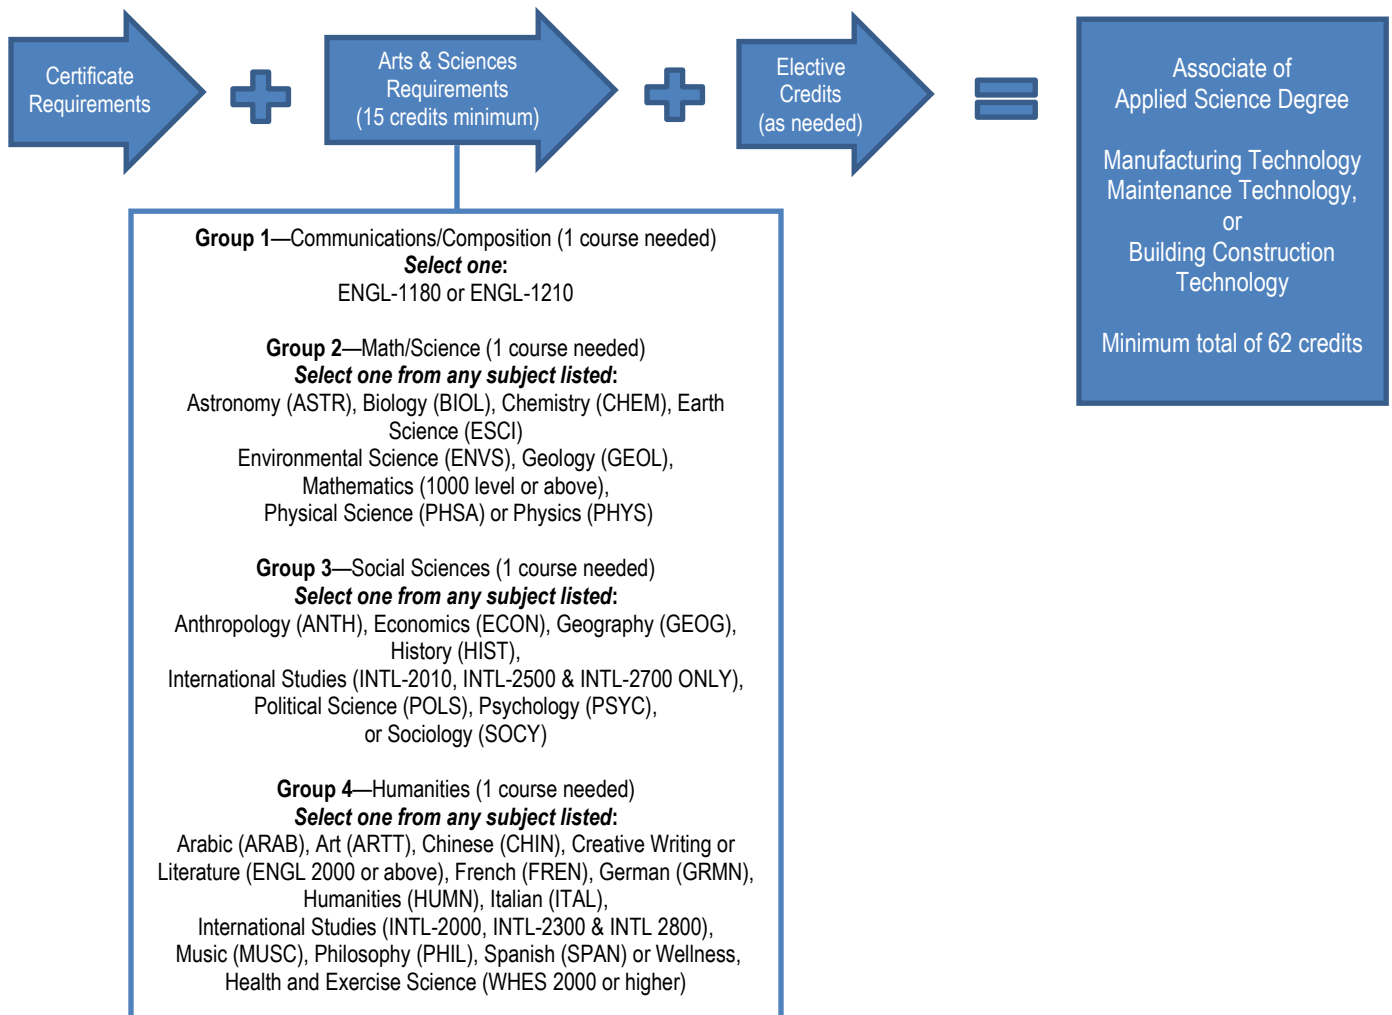 Certificate
Requirements
Arts & Sciences
Requirements
(15 credits minimum)
Elective
Credits
(as needed)
Associate of
Applied Science Degree
Manufacturing Technology
Maintenance Technology,
or
Building Construction
Technology
Minimum total of 62 credits
Group 1—Communications/Composition (1 course needed)
Select one:
ENGL-1180 or ENGL-1210
Group 2—Math/Science (1 course needed)
Select one from any subject listed:
Astronomy (ASTR), Biology (BIOL), Chemistry (CHEM), Earth
Science (ESCI)
Environmental Science (ENVS), Geology (GEOL),
Mathematics (1000 level or above),
Physical Science (PHSA) or Physics (PHYS)
Group 3—Social Sciences (1 course needed)
Select one from any subject listed:
Anthropology (ANTH), Economics (ECON), Geography (GEOG),
History (HIST),
International Studies (INTL-2010, INTL-2500 & INTL-2700 ONLY),
Political Science (POLS), Psychology (PSYC),
or Sociology (SOCY)
Group 4—Humanities (1 course needed)
Select one from any subject listed:
Arabic (ARAB), Art (ARTT), Chinese (CHIN), Creative Writing or
Literature (ENGL 2000 or above), French (FREN), German (GRMN),
Humanities (HUMN), Italian (ITAL),
International Studies (INTL-2000, INTL-2300 & INTL 2800),
Music (MUSC), Philosophy (PHIL), Spanish (SPAN) or Wellness,
Health and Exercise Science (WHES 2000 or higher)